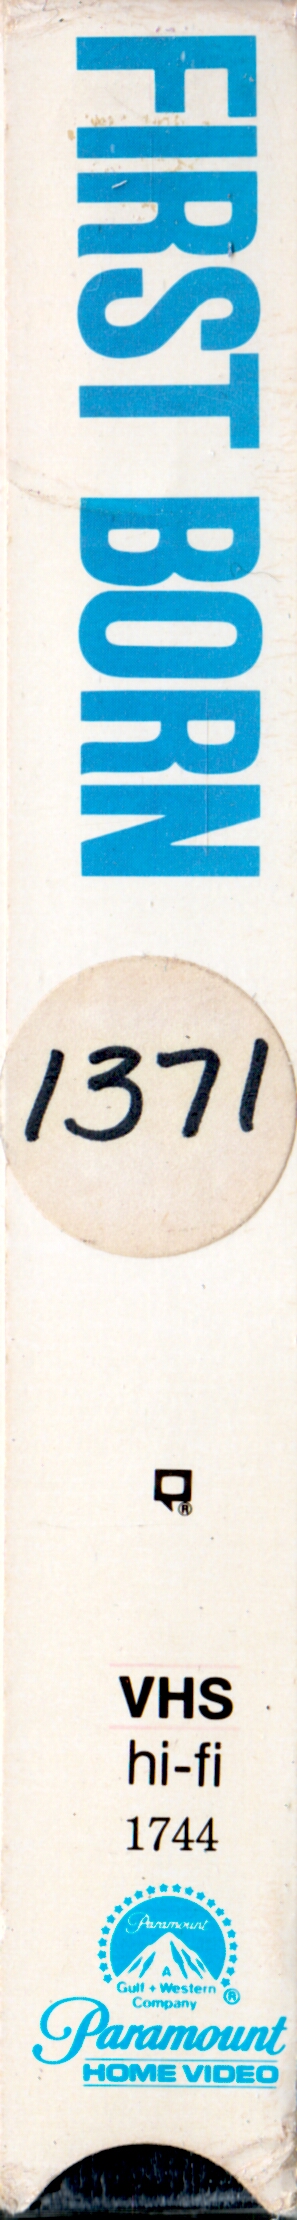 FIRST BORN
1371
®
VHS
hi-fi
1744
Paramount
A
Gulf + Western
Company ®
Paramount
HOME VIDEO